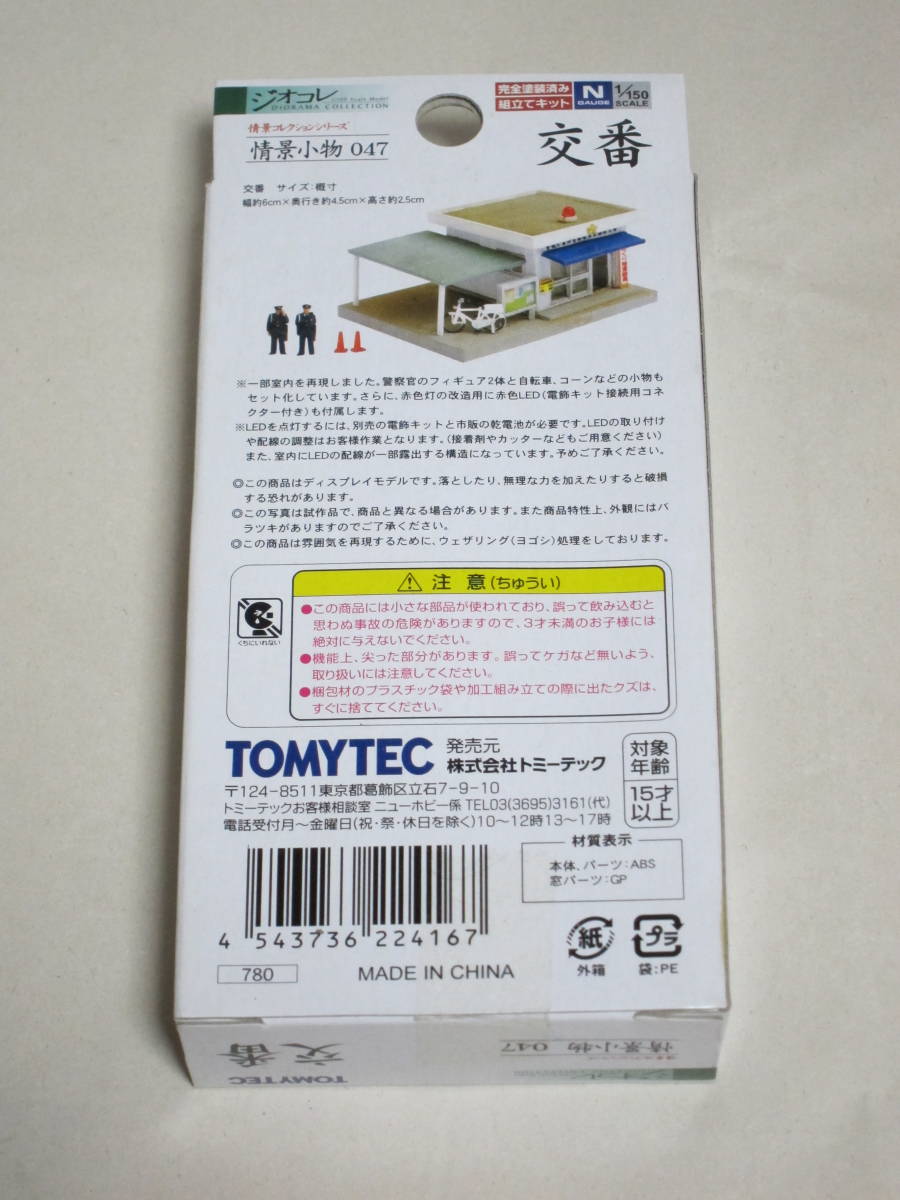 ジオコレ
DIORAMA COLLECTION
完全塗装済み
組立てキット
N
GAUGE
1/150
SCALE
情景コレクションシリーズ
情景小物 047
交番
交番 サイズ:概寸
幅約6cm×奥行き約4.5cm×高さ約2.5cm
※一部室内を再現しました。警察官のフィギュア2体と自転車、コーンなどの小物も
セット化しています。さらに、赤色灯の改造用に赤色LED(電飾キット接続用コネ
クター付き)も付属します。
※LEDを点灯するには、別売の電飾キットと市販の乾電池が必要です。LEDの取り付け
や配線の調整はお客様作業となります。(接着剤やカッターなどもご用意ください)
また、室内にLEDの配線が一部露出する構造になっています。予めご了承ください。
◎この商品はディスプレイモデルです。落としたり、無理な力を加えたりすると破損
する恐れがあります。
◎この写真は試作品で、商品と異なる場合があります。また商品特性上、外観にはバ
ラツキがありますのでご了承ください。
◎この商品は雰囲気を再現するために、ウェザリング(ヨゴシ)処理をしております。
注意(ちゅうい)
くちにいれない
●この商品には小さな部品が使われており、誤って飲み込むと
思わぬ事故の危険がありますので、3才未満のお子様には
絶対に与えないでください。
●機能上、尖った部分があります。誤ってケガなど無いよう、
取り扱いには注意してください。
●梱包材のプラスチック袋や加工組み立ての際に出たクズは、
すぐに捨ててください。
TOMYTEC
発売元
株式会社トミーテック
対象
年齢
15才
以上
〒124-8511東京都葛飾区立石7-9-10
トミーテックお客様相談室 ニューホビー係 TEL03(3695)3161(代)
電話受付月~金曜日(祝・祭・休日を除く)10~12時13~17時
材質表示
本体、パーツ:ABS
窓パーツ:GP
4 543736 224167
780
MADE IN CHINA
紙
外箱
プラ
袋:PE
交番
TOMYTEC
情景小物 047
ジオコレ